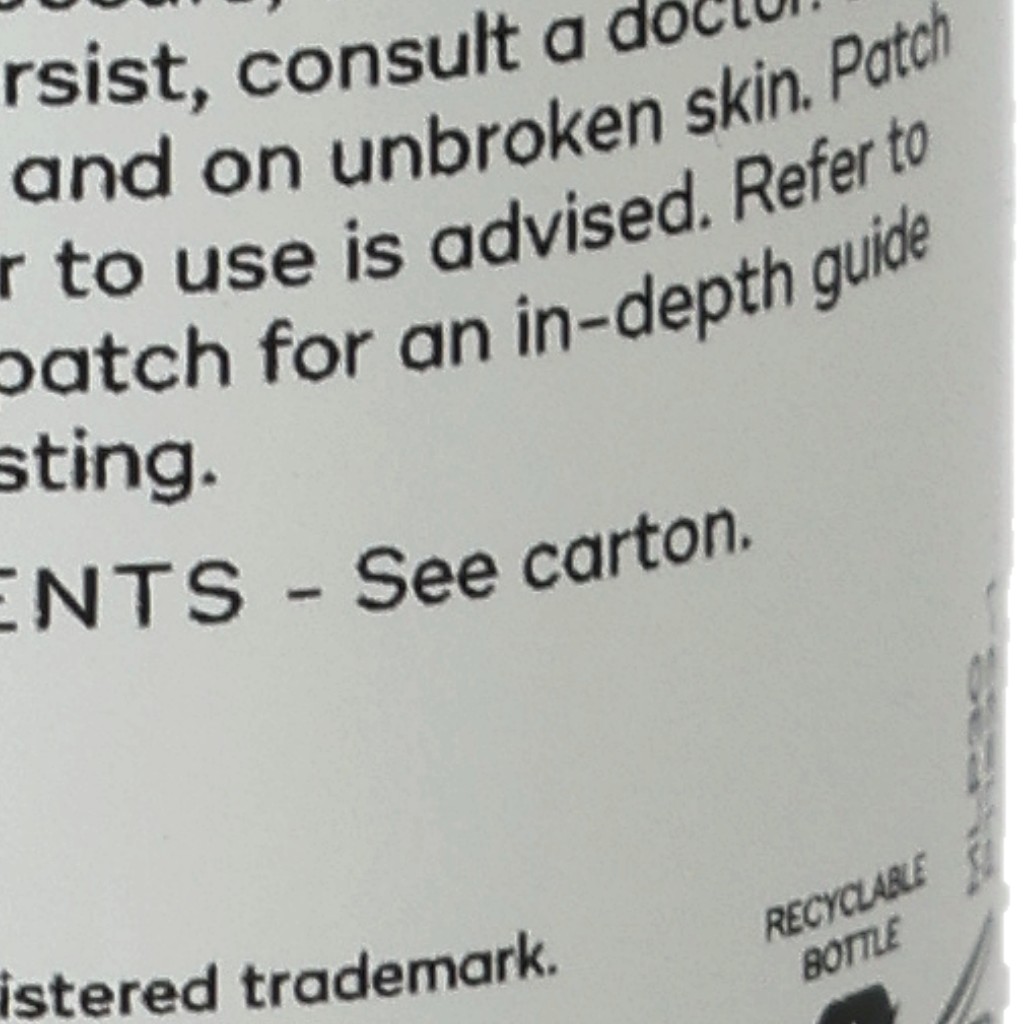 rsist, consult a doctor.
and on unbroken skin. Patch
r to use is advised. Refer to
patch for an in-depth guide
sting.
ENTS - See carton.
RECYCLABLE
BOTTLE
istered trademark.